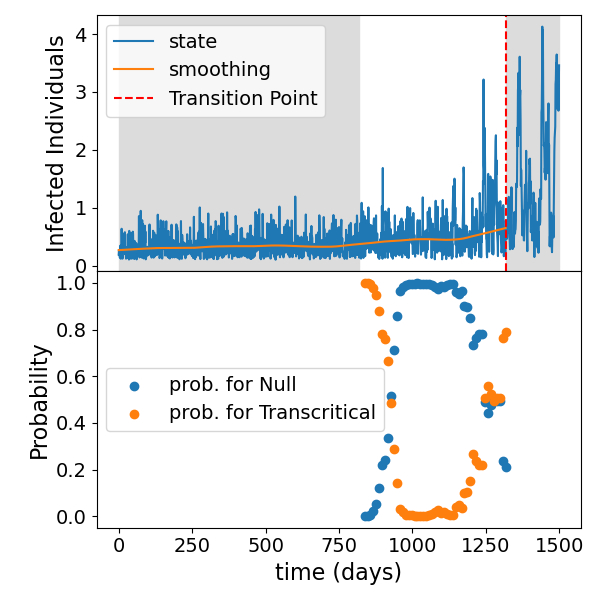 Infected Individuals
4
3
2
1
0
state
smoothing
Transition Point
Probability
1.0
0.8
0.6
0.4
0.2
0.0
prob. for Null
prob. for Transcritical
0 250 500 750 1000 1250 1500
time (days)